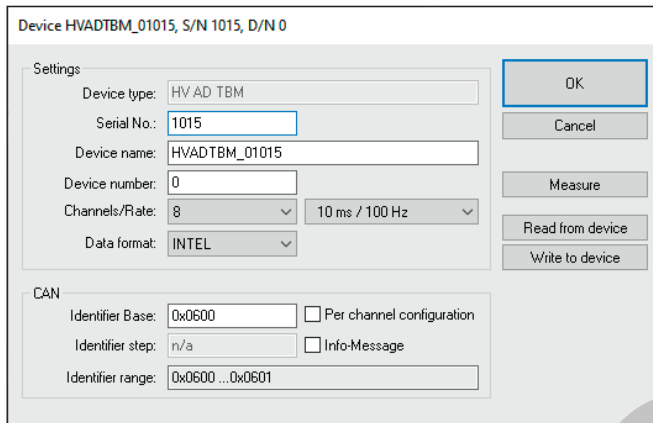 Device HVADTBM_01015, S/N 1015, D/N 0
Settings
Device type: HV AD TBM
Serial No.: 1015
Device name: HVADTBM_01015
Device number: 0
Channels/Rate: 8 10 ms / 100 Hz
Data format: INTEL
OK
Cancel
Measure
Read from device
Write to device
CAN
Identifier Base: 0x0600 Per channel configuration
Identifier step: n/a Info-Message
Identifier range: 0x0600 ...0x0601